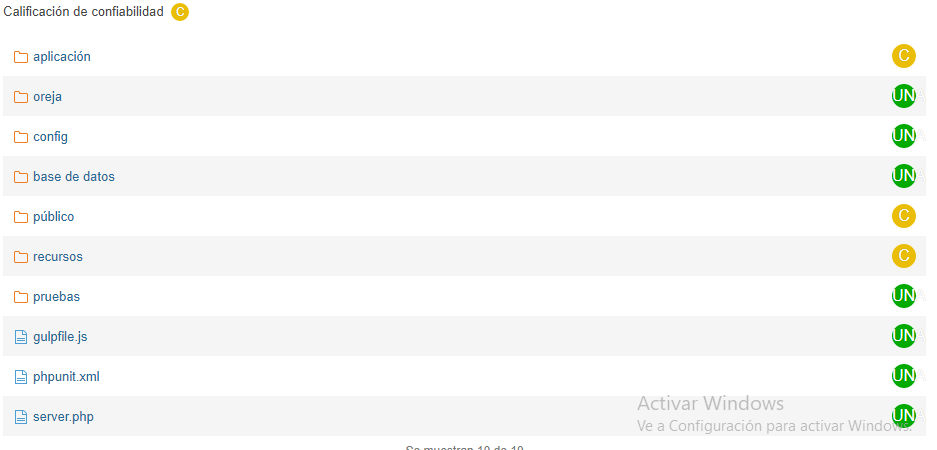 Calificación de confiabilidad C
aplicación C
oreja UN
config UN
base de datos UN
público C
recursos C
pruebas UN
gulpfile.js UN
phpunit.xml UN
server.php UN
Activar Windows
Ve a Configuración para activar Windows.
Se muestran 10 de 10